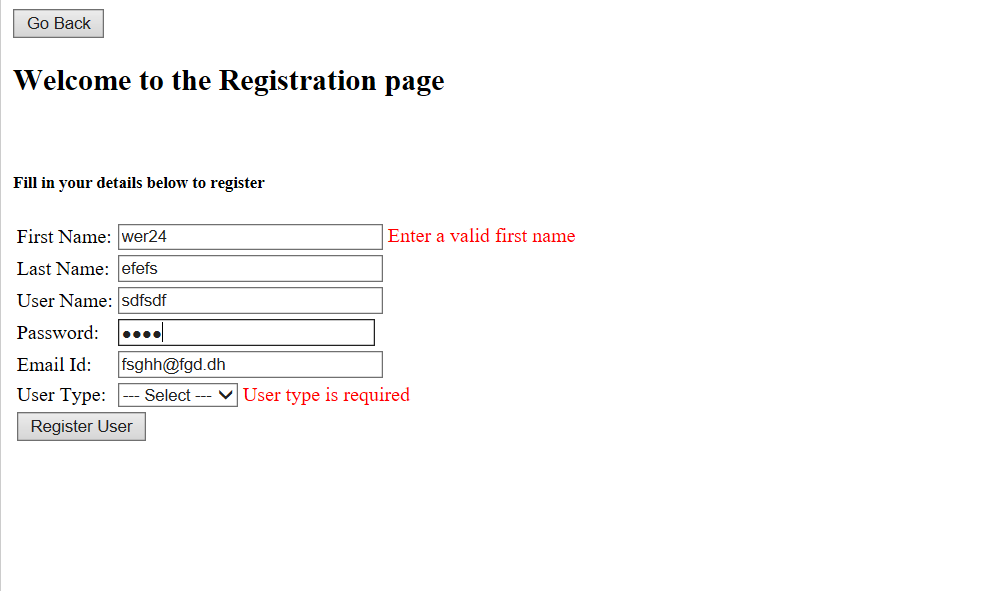 Go Back
Welcome to the Registration page
Fill in your details below to register
First Name: wer24 Enter a valid first name
Last Name: efefs
User Name: sdfsdf
Password: ●●●●
Email Id: fsghh@fgd.dh
User Type: --- Select --- User type is required
Register User